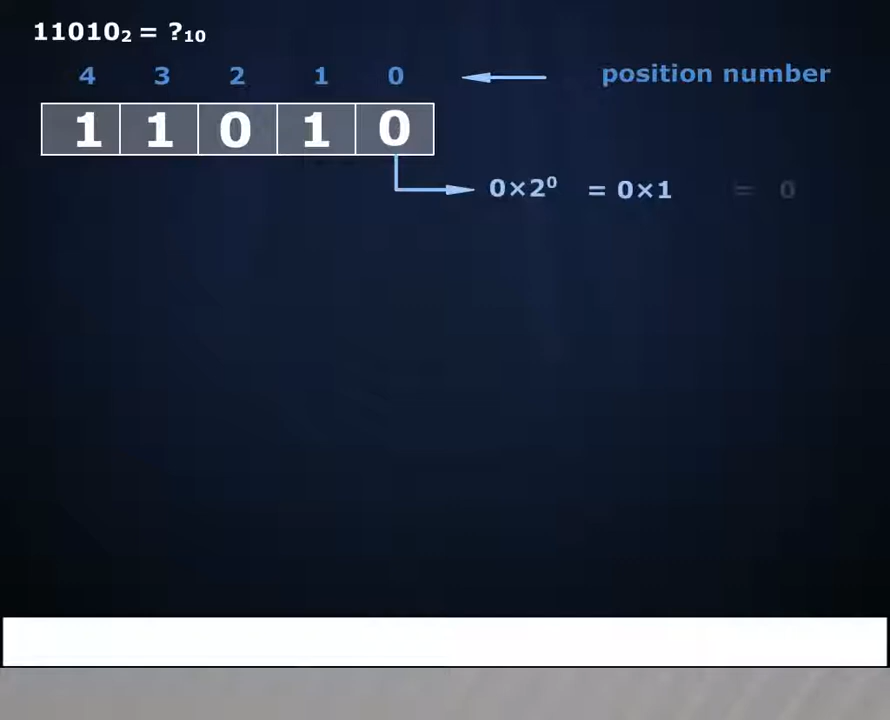 11010₂ = ?₁₀
4 3 2 1 0 position number
1 1 0 1 0
0×2⁰ = 0×1 = 0